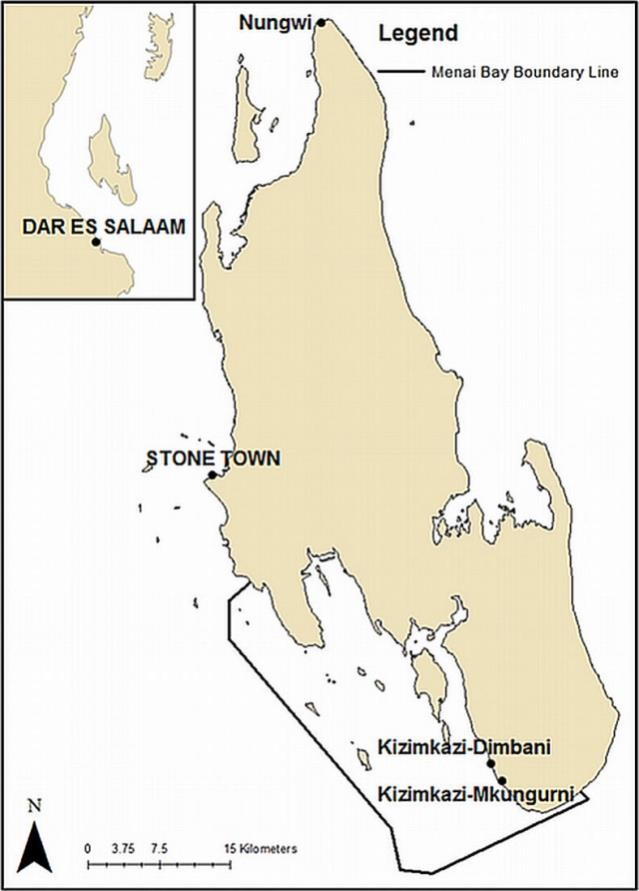 Nungwi
Legend
Menai Bay Boundary Line
DAR ES SALAAM
STONE TOWN
Kizimkazi-Dimbani
Kizimkazi-Mkungurni
N
0 3.75 7.5 15 Kilometers